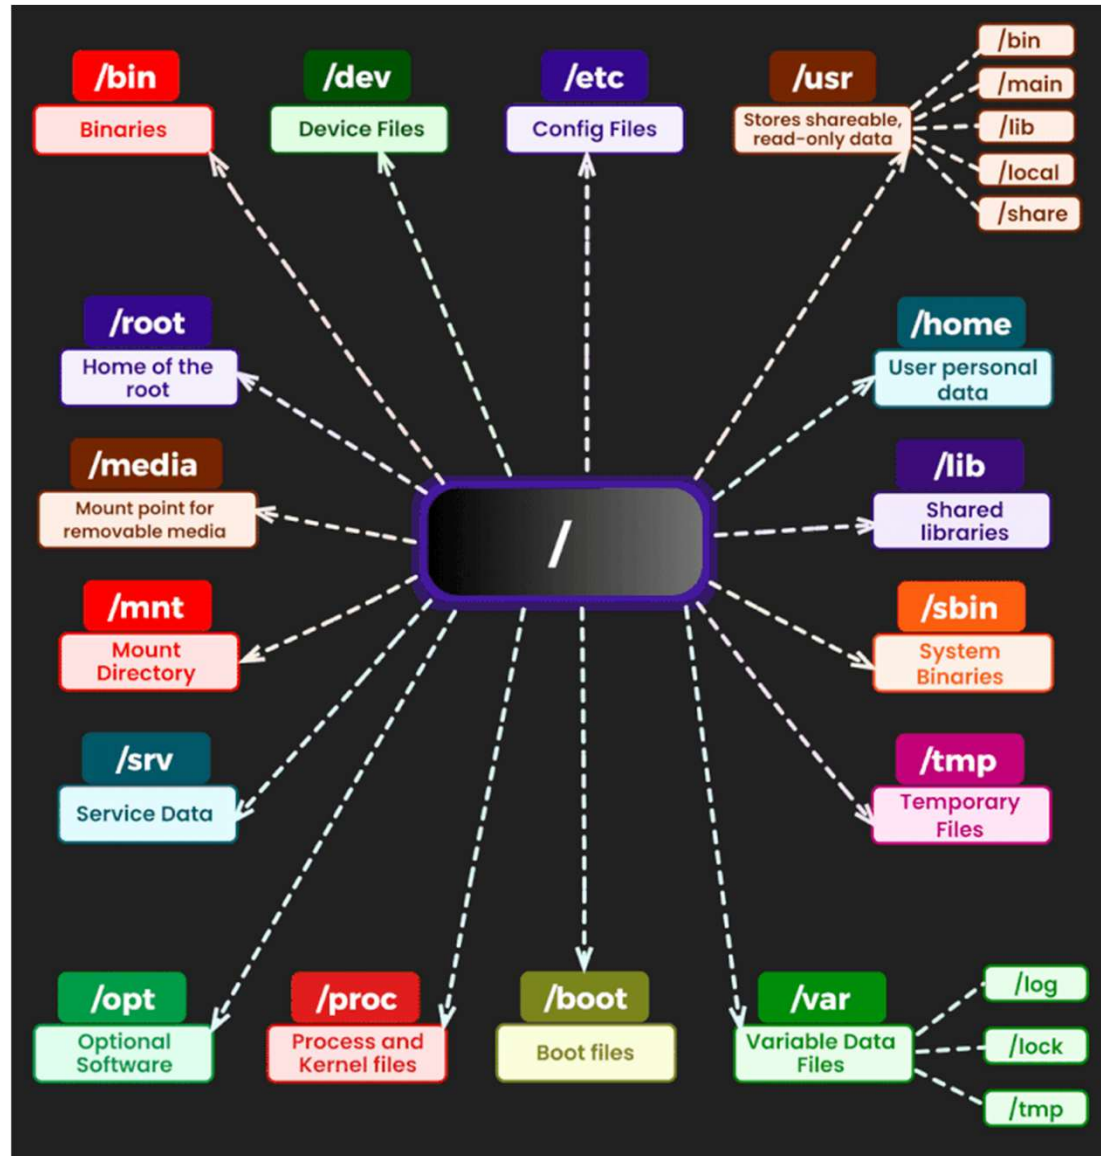 /bin
Binaries
/dev
Device Files
/etc
Config Files
/usr
Stores shareable,
read-only data
/bin
/main
/lib
/local
/share
/root
Home of the
root
/home
User personal
data
/media
Mount point for
removable media
/lib
Shared
libraries
/
/mnt
Mount
Directory
/sbin
System
Binaries
/srv
Service Data
/tmp
Temporary
Files
/opt
Optional
Software
/proc
Process and
Kernel files
/boot
Boot files
/var
Variable Data
Files
/log
/lock
/tmp